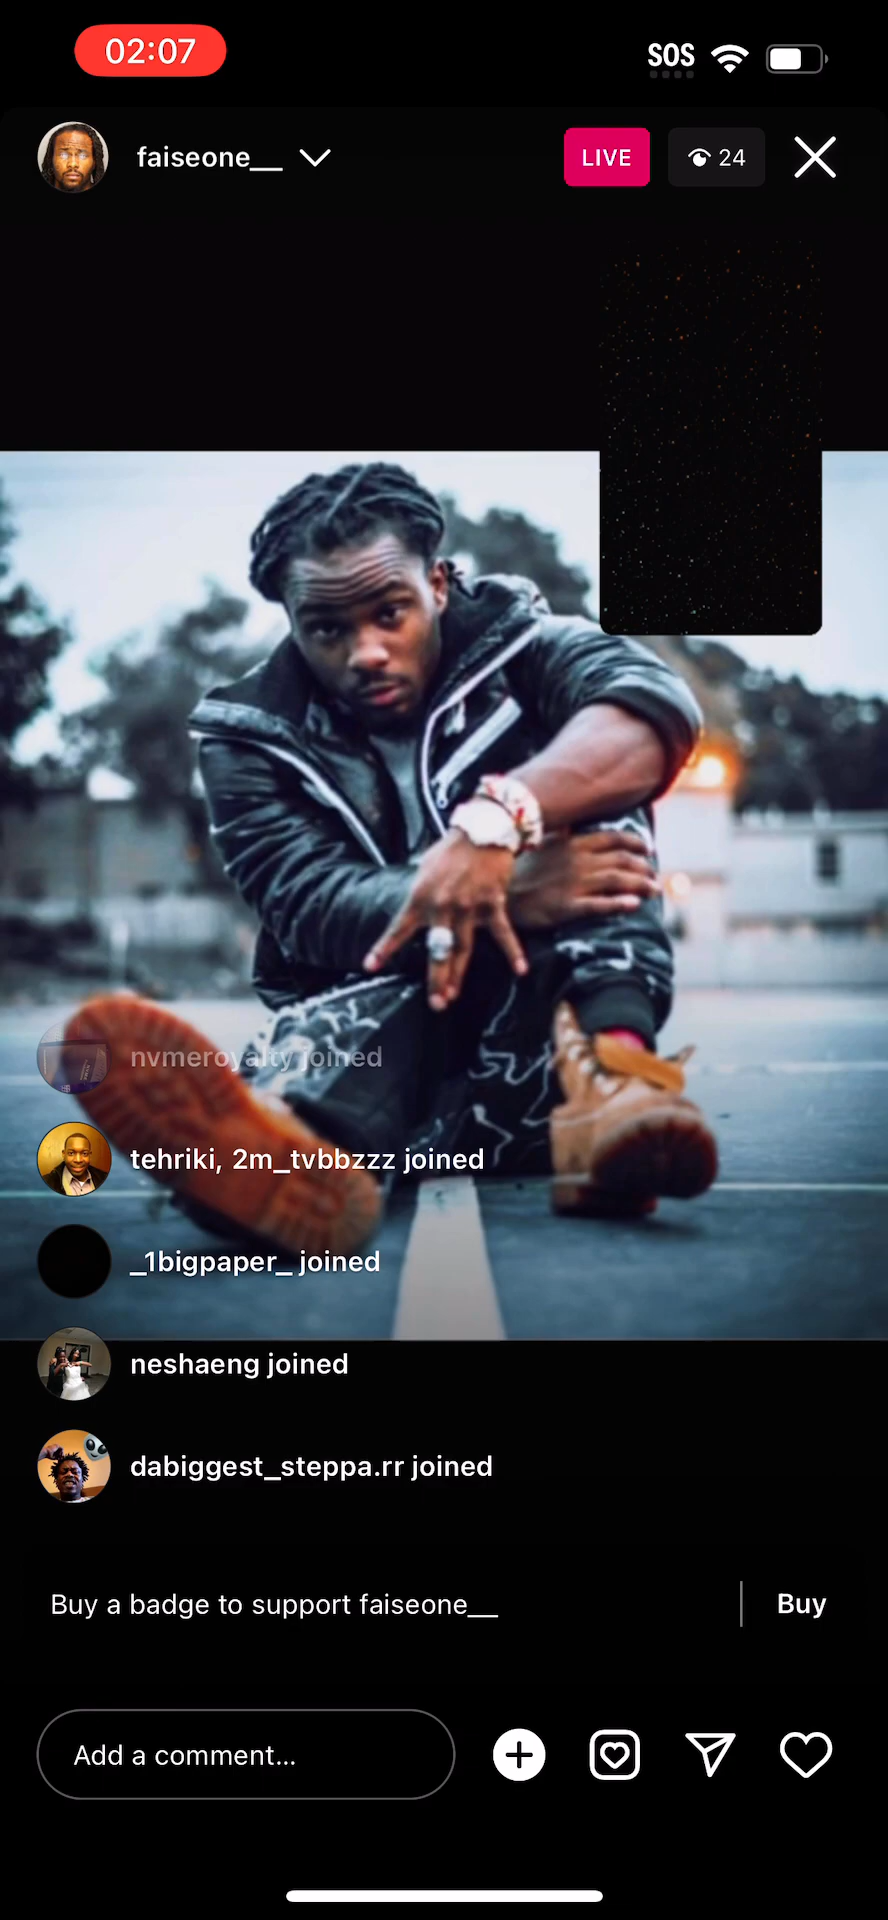 02:07
SOS
faiseone__
LIVE
24
nvmeroyalty joined
tehriki, 2m_tvbbzzz joined
_1bigpaper_ joined
neshaeng joined
dabiggest_steppa.rr joined
Buy a badge to support faiseone__
Buy
Add a comment...